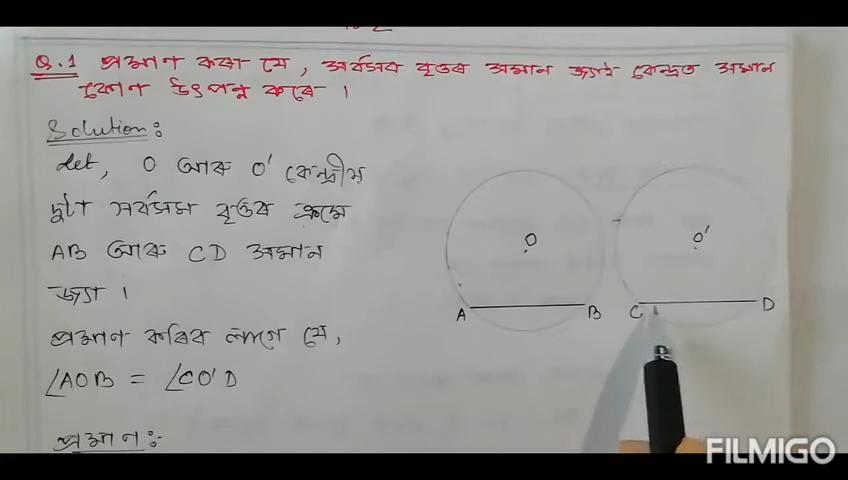 Q.1 প্ৰমাণ কৰা যে, সৰ্বসম বৃত্তৰ সমান জ্যাই কেন্দ্ৰত সমান
কোণ উৎপন্ন কৰে ।
Solution:
Let, O আৰু O' কেন্দ্ৰীয়
দুটা সৰ্বসম বৃত্তৰ ক্ৰমে
AB আৰু CD সমান
জ্যা ।
প্ৰমাণ কৰিব লাগে যে,
∠AOB = ∠CO'D
প্ৰমাণ:-
O O'
A B C D
FILMIGO